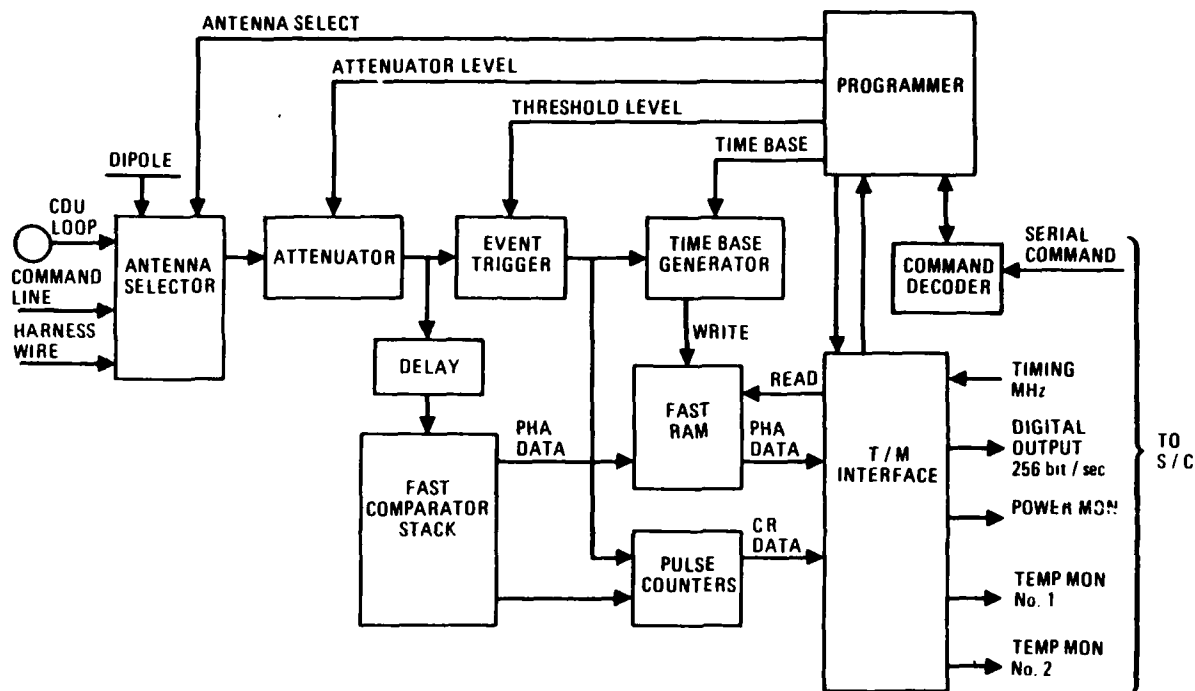 ANTENNA SELECT
ATTENUATOR LEVEL
THRESHOLD LEVEL
TIME BASE
PROGRAMMER
DIPOLE
CDU
LOOP
COMMAND
LINE
HARNESS
WIRE
ANTENNA
SELECTOR
ATTENUATOR
EVENT
TRIGGER
TIME BASE
GENERATOR
COMMAND
DECODER
SERIAL
COMMAND
DELAY
WRITE
READ
FAST
RAM
PHA
DATA
PHA
DATA
FAST
COMPARATOR
STACK
CR
DATA
PULSE
COUNTERS
T / M
INTERFACE
TIMING
MHz
DIGITAL
OUTPUT
256 bit / sec
POWER MON
TEMP MON
No. 1
TEMP MON
No. 2
TO
S / C